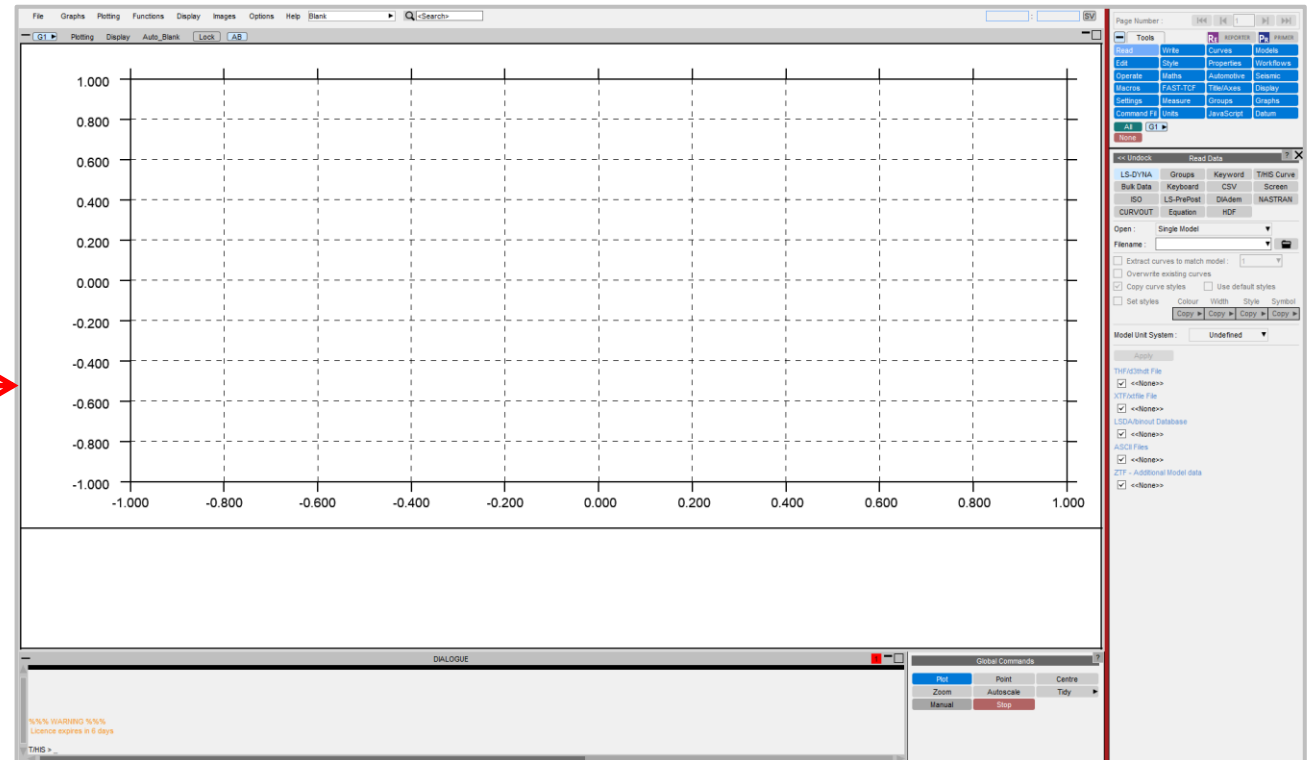 File Graphs Plotting Functions Display Images Options Help Blank <Search> : SV
G1 Plotting Display Auto_Blank Lock AB
1.000
0.800
0.600
0.400
0.200
0.000
-0.200
-0.400
-0.600
-0.800
-1.000
-1.000 -0.800 -0.600 -0.400 -0.200 0.000 0.200 0.400 0.600 0.800 1.000
DIALOGUE
%%% WARNING %%%
Licence expires in 6 days
T/HIS > _
Global Commands ?
Plot Point Centre
Zoom Autoscale Tidy
Manual Stop
Page Number : 1
Tools RE REPORTER PR PRIMER
Read Write Curves Models
Edit Style Properties Workflows
Operate Maths Automotive Seismic
Macros FAST-TCF Title/Axes Display
Settings Measure Groups Graphs
Command Fil Units JavaScript Datum
All G1
None
<< Undock Read Data ? X
LS-DYNA Groups Keyword T/HIS Curve
Bulk Data Keyboard CSV Screen
ISO LS-PrePost DIAdem NASTRAN
CURVOUT Equation HDF
Open : Single Model
Filename :
Extract curves to match model : 1
Overwrite existing curves
Copy curve styles Use default styles
Set styles Colour Width Style Symbol
Copy Copy Copy Copy
Model Unit System : Undefined
Apply
THF/d3thdt File
<<None>>
XTF/xtfile File
<<None>>
LSDA/binout Database
<<None>>
ASCII Files
<<None>>
ZTF - Additional Model data
<<None>>